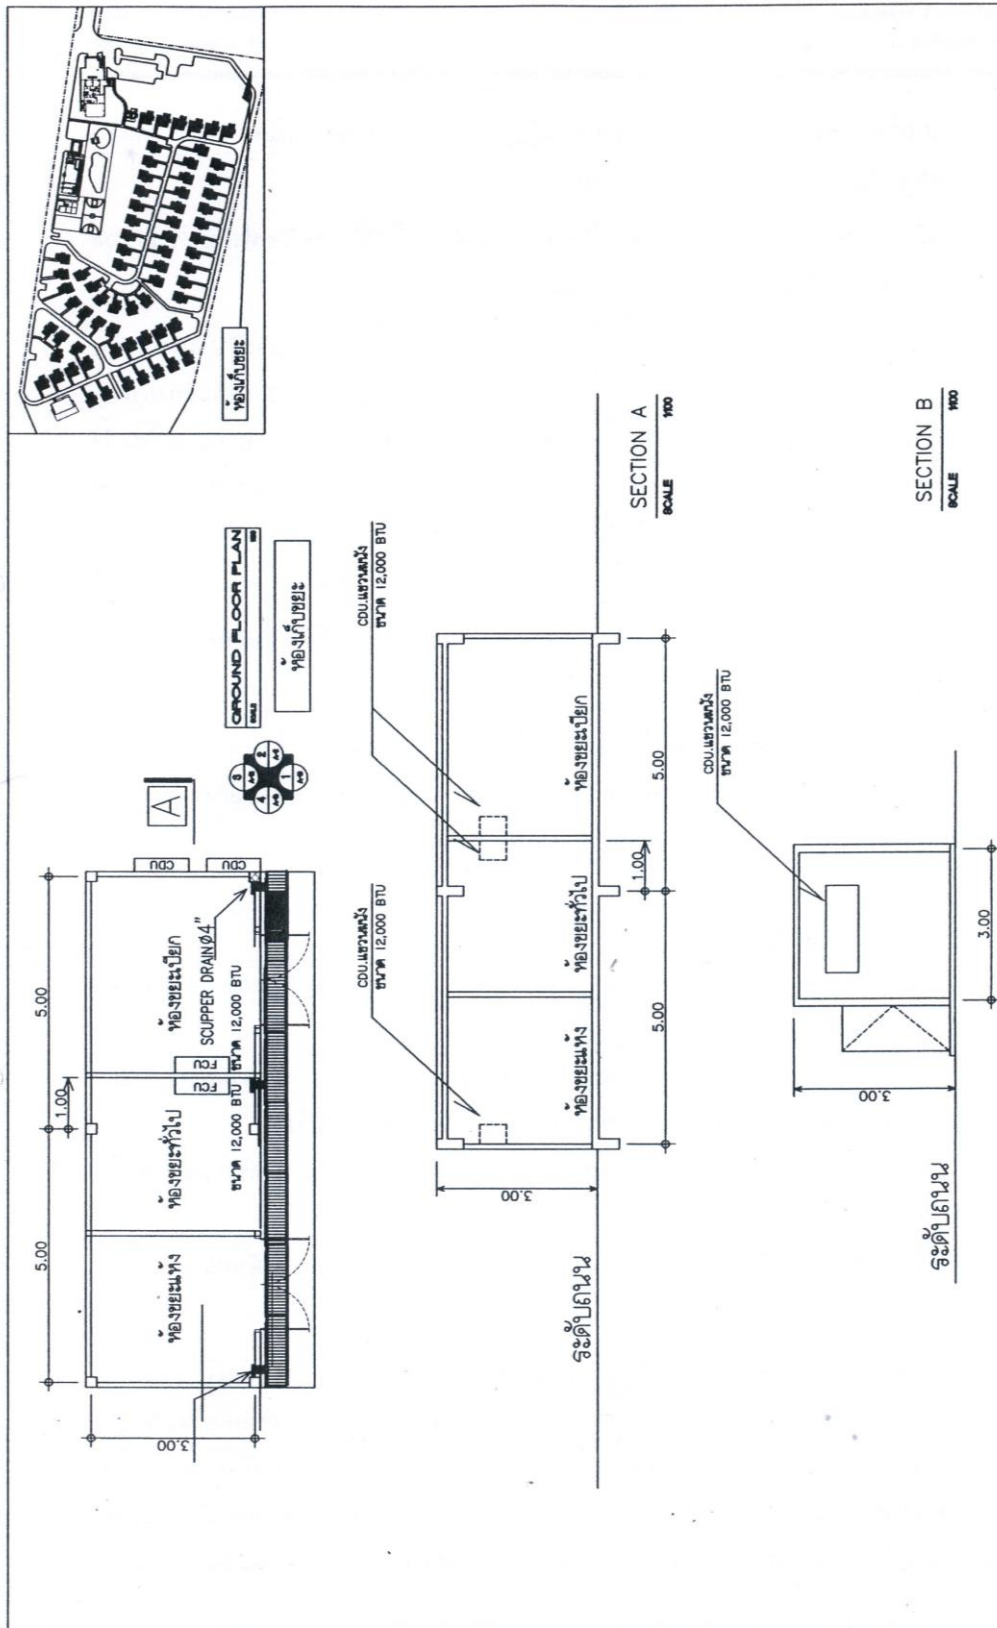 ห้องเก็บขยะ
5.00
1.00
5.00
3.00
ห้องขยะแห้ง
ห้องขยะทั่วไป
ห้องขยะเปียก
FCU
FCU
CDU
CDU
SCUPPER DRAINØ4"
ขนาด 12,000 BTU
ขนาด 12,000 BTU
A
3
2
4
1
GROUND FLOOR PLAN
SCALE
ห้องเก็บขยะ
CDU.แขวนผนัง
ขนาด 12,000 BTU
CDU.แขวนผนัง
ขนาด 12,000 BTU
3.00
ห้องขยะแห้ง
ห้องขยะทั่วไป
ห้องขยะเปียก
ระดับถนน
1.00
5.00
5.00
SECTION A
SCALE 1:100
CDU.แขวนผนัง
ขนาด 12,000 BTU
3.00
ระดับถนน
3.00
SECTION B
SCALE 1:100